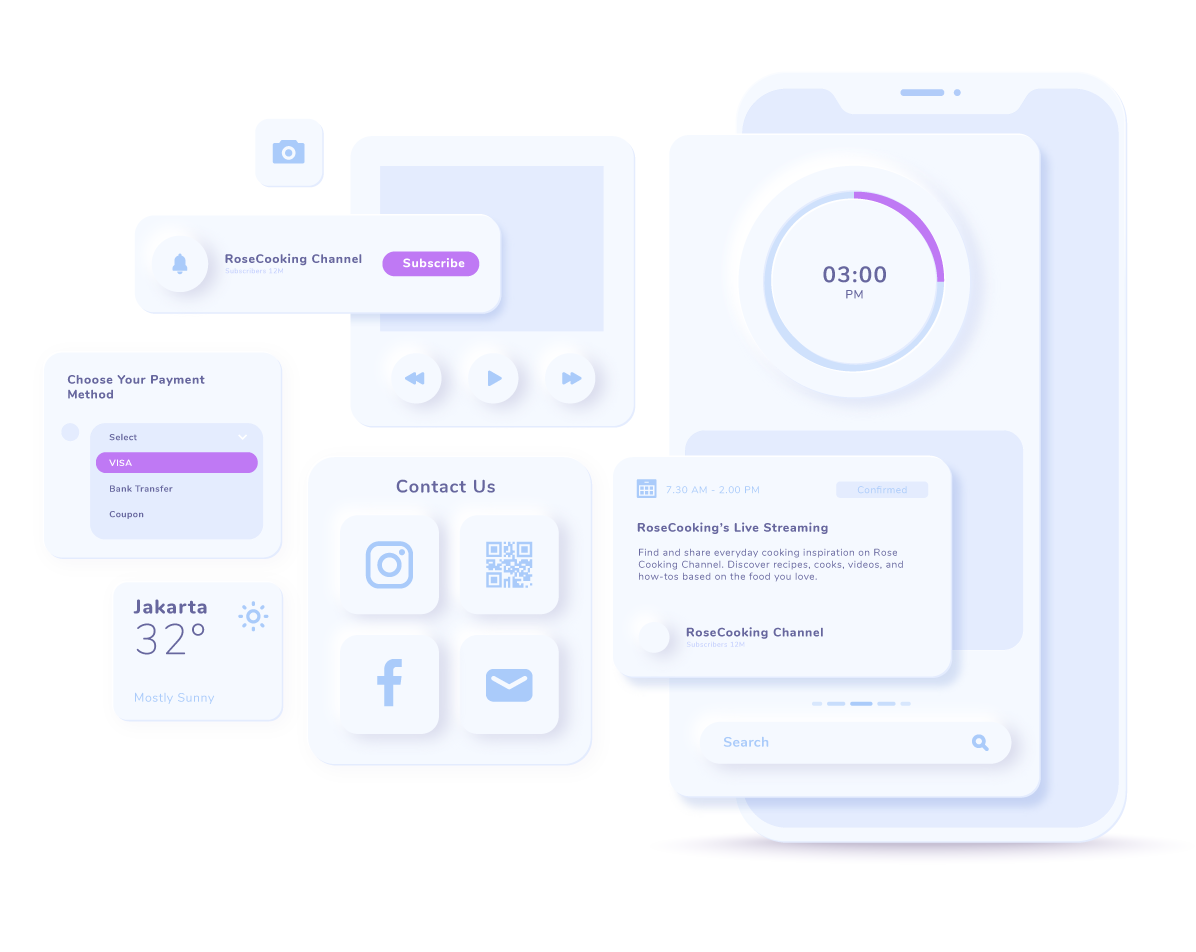 RoseCooking Channel
Subscribers 12M
Subscribe
Choose Your Payment
Method
Select
VISA
Bank Transfer
Coupon
Jakarta
32°
Mostly Sunny
Contact Us
03:00
PM
7.30 AM - 2.00 PM
Confirmed
RoseCooking's Live Streaming
Find and share everyday cooking inspiration on Rose
Cooking Channel. Discover recipes, cooks, videos, and
how-tos based on the food you love.
RoseCooking Channel
Subscribers 12M
Search